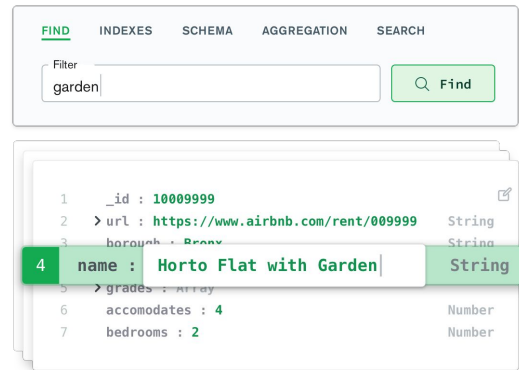 FIND INDEXES SCHEMA AGGREGATION SEARCH
Filter
garden
Find
1 _id : 10009999
2 url : https://www.airbnb.com/rent/009999 String
3 borough : Bronx String
4 name : Horto Flat with Garden String
5 grades : Array
6 accomodates : 4 Number
7 bedrooms : 2 Number